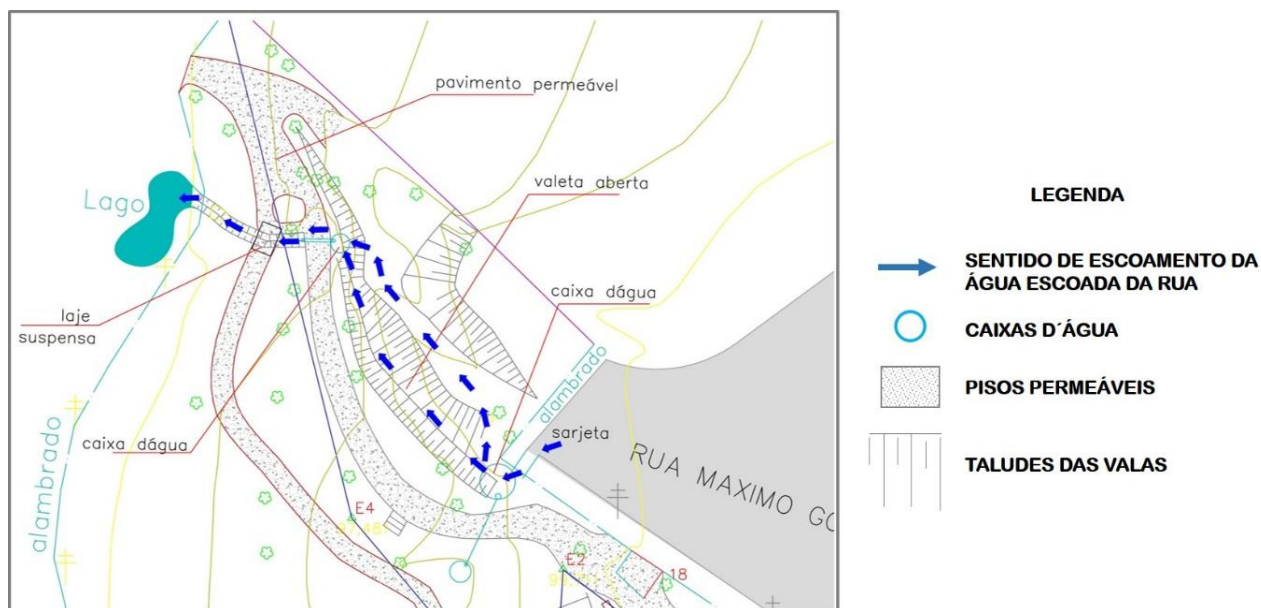 pavimento permeável
valeta aberta
Lago
caixa dágua
laje
suspensa
alambrado
sarjeta
caixa dágua
RUA MAXIMO GO
alambrado
E4
E2
18
LEGENDA
SENTIDO DE ESCOAMENTO DA
ÁGUA ESCOADA DA RUA
CAIXAS D´ÁGUA
PISOS PERMEÁVEIS
TALUDES DAS VALAS